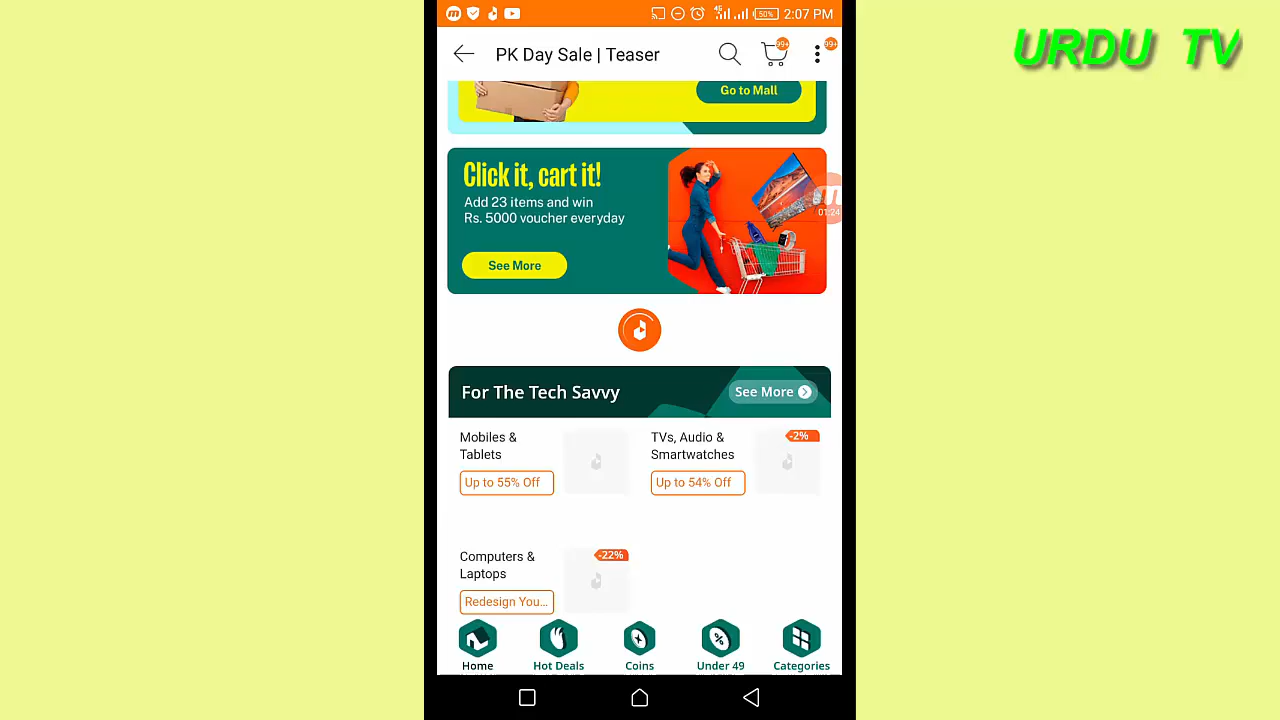 4G 50% 2:07 PM
URDU TV
PK Day Sale | Teaser
99+
99+
Go to Mall
Click it, cart it!
Add 23 items and win
Rs. 5000 voucher everyday
01:24
See More
For The Tech Savvy
See More
Mobiles &
Tablets
Up to 55% Off
TVs, Audio &
Smartwatches
-2%
Up to 54% Off
Computers &
Laptops
-22%
Redesign You...
Home
Hot Deals
Coins
Under 49
Categories